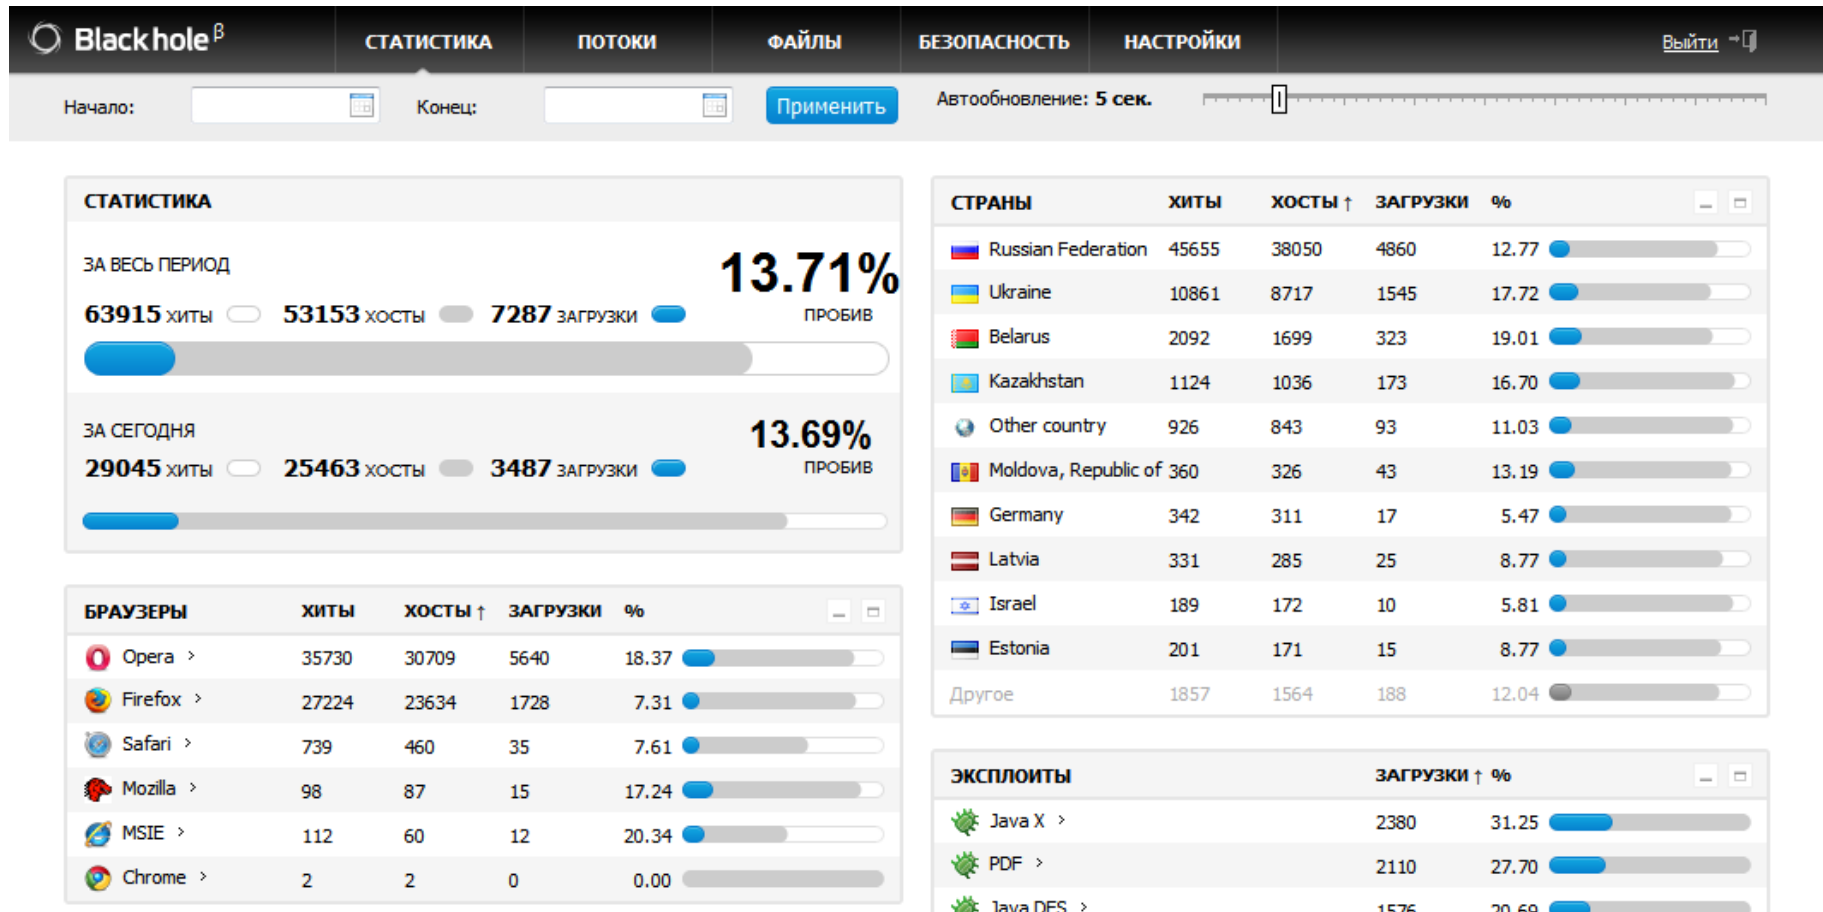 Blackhole β
СТАТИСТИКА ПОТОКИ ФАЙЛЫ БЕЗОПАСНОСТЬ НАСТРОЙКИ Выйти
Начало: Конец: Применить Автообновление: 5 сек.
СТАТИСТИКА
ЗА ВЕСЬ ПЕРИОД
13.71%
63915 ХИТЫ 53153 ХОСТЫ 7287 ЗАГРУЗКИ ПРОБИВ
ЗА СЕГОДНЯ
13.69%
29045 ХИТЫ 25463 ХОСТЫ 3487 ЗАГРУЗКИ ПРОБИВ
БРАУЗЕРЫ ХИТЫ ХОСТЫ ↑ ЗАГРУЗКИ %
Opera > 35730 30709 5640 18.37
Firefox > 27224 23634 1728 7.31
Safari > 739 460 35 7.61
Mozilla > 98 87 15 17.24
MSIE > 112 60 12 20.34
Chrome > 2 2 0 0.00
СТРАНЫ ХИТЫ ХОСТЫ ↑ ЗАГРУЗКИ %
Russian Federation 45655 38050 4860 12.77
Ukraine 10861 8717 1545 17.72
Belarus 2092 1699 323 19.01
Kazakhstan 1124 1036 173 16.70
Other country 926 843 93 11.03
Moldova, Republic of 360 326 43 13.19
Germany 342 311 17 5.47
Latvia 331 285 25 8.77
Israel 189 172 10 5.81
Estonia 201 171 15 8.77
Другое 1857 1564 188 12.04
ЭКСПЛОИТЫ ЗАГРУЗКИ ↑ %
Java X > 2380 31.25
PDF > 2110 27.70
Java DES > 1576 20.69